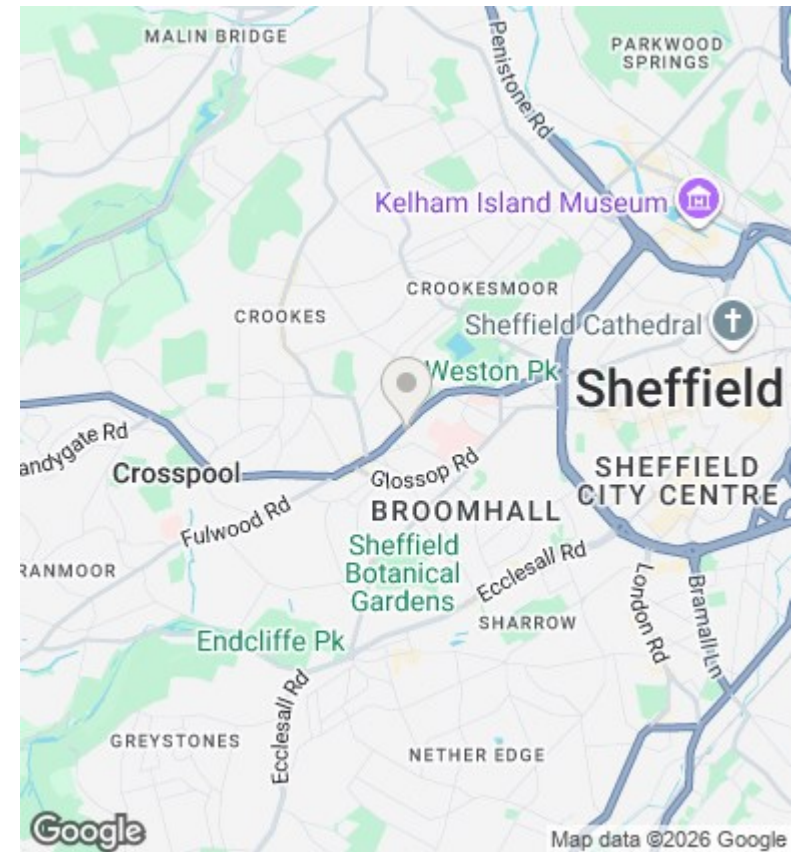 MALIN BRIDGE
PARKWOOD
SPRINGS
Penistone Rd
Kelham Island Museum
CROOKESMOOR
CROOKES
Sheffield Cathedral
Weston Pk
Sheffield
andygate Rd
Crosspool
Glossop Rd
SHEFFIELD
CITY CENTRE
BROOMHALL
Fulwood Rd
Sheffield
Botanical
Gardens
RANMOOR
Ecclesall Rd
London Rd
Bramall Ln
SHARROW
Endcliffe Pk
Ecclesall Rd
GREYSTONES
NETHER EDGE
Google
Map data ©2026 Google